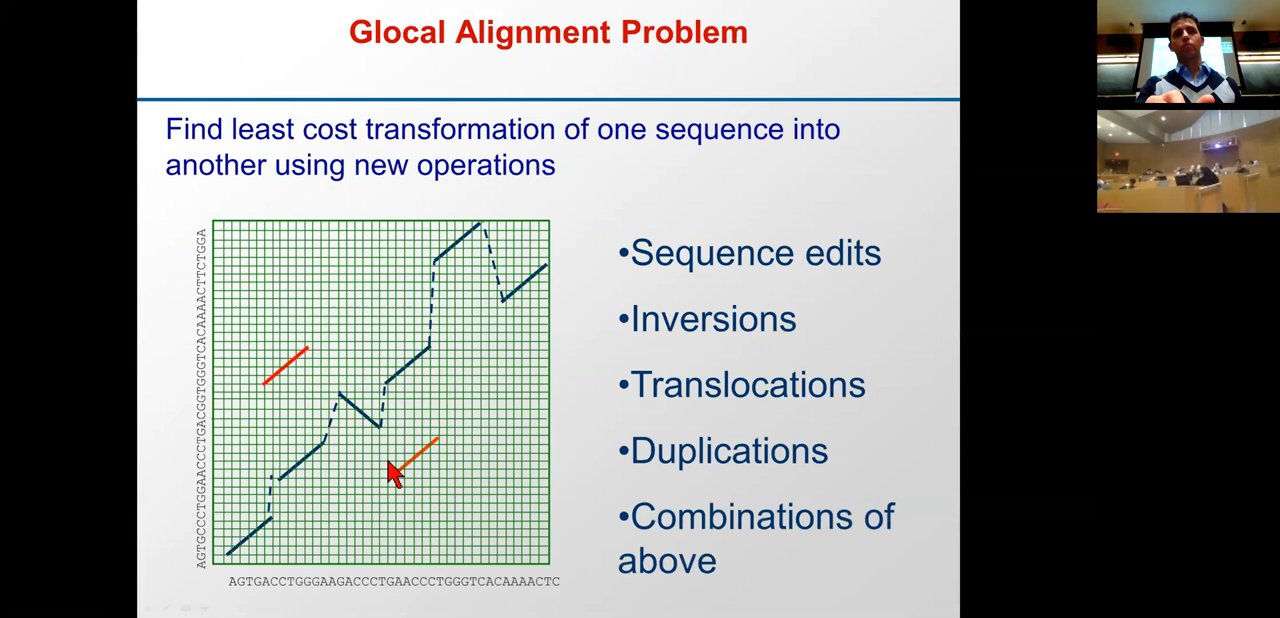 Glocal Alignment Problem
Find least cost transformation of one sequence into
another using new operations
•Sequence edits
•Inversions
•Translocations
•Duplications
•Combinations of
above
AGTGCCCTGGAACCCTGACGGTGGGTCACAAAACTTCTGGA
AGTGACCTGGGAAGACCCTGAACCCTGGGTCACAAAACTC